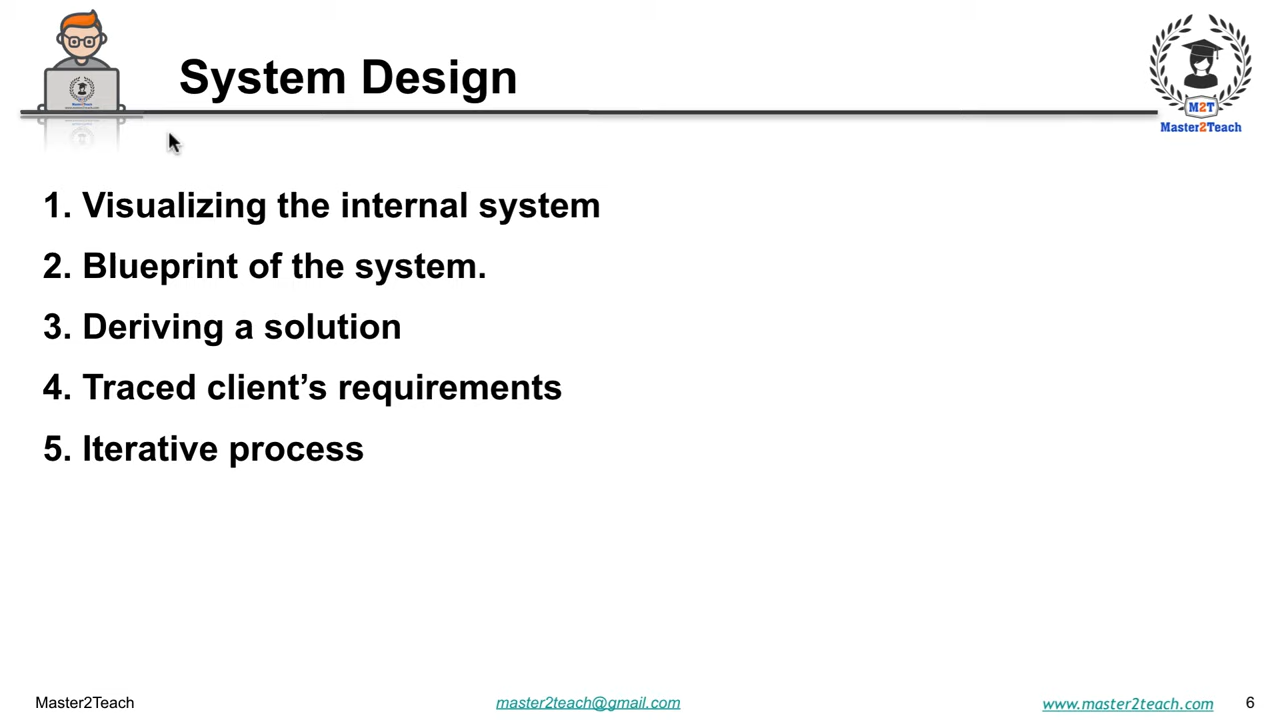 System Design
M2T
Master2Teach
1. Visualizing the internal system
2. Blueprint of the system.
3. Deriving a solution
4. Traced client’s requirements
5. Iterative process
Master2Teach
master2teach@gmail.com
www.master2teach.com
6